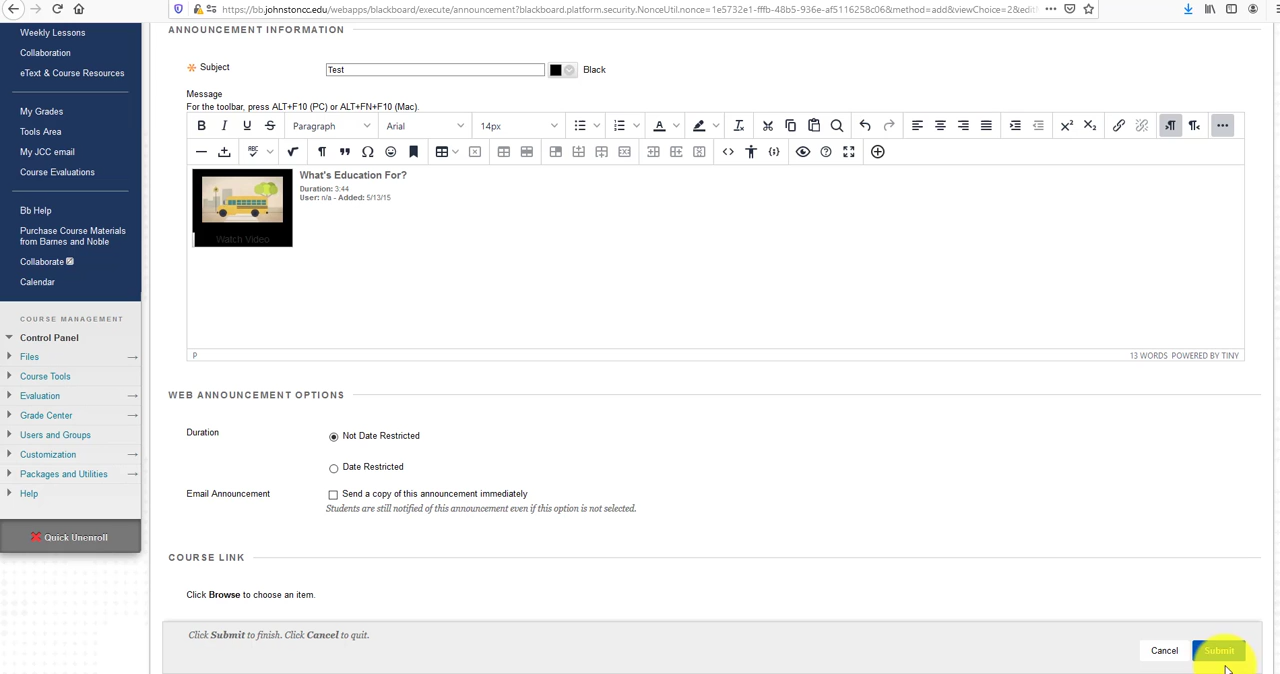 https://bb.johnstoncc.edu/webapps/blackboard/execute/announcement?blackboard.platform.security.NonceUtil.nonce=1e5732e1-fffb-48b5-936e-af5116258c06&method=add&viewChoice=2&edit
Weekly Lessons
Collaboration
eText & Course Resources
My Grades
Tools Area
My JCC email
Course Evaluations
Bb Help
Purchase Course Materials
from Barnes and Noble
Collaborate
Calendar
COURSE MANAGEMENT
Control Panel
Files
Course Tools
Evaluation
Grade Center
Users and Groups
Customization
Packages and Utilities
Help
Quick Unenroll
ANNOUNCEMENT INFORMATION
Subject
Test
Black
Message
For the toolbar, press ALT+F10 (PC) or ALT+FN+F10 (Mac).
Paragraph
Arial
14px
What's Education For?
Duration: 3:44
User: n/a - Added: 5/13/15
Watch Video
P
13 WORDS POWERED BY TINY
WEB ANNOUNCEMENT OPTIONS
Duration
Not Date Restricted
Date Restricted
Email Announcement
Send a copy of this announcement immediately
Students are still notified of this announcement even if this option is not selected.
COURSE LINK
Click Browse to choose an item.
Click Submit to finish. Click Cancel to quit.
Cancel
Submit